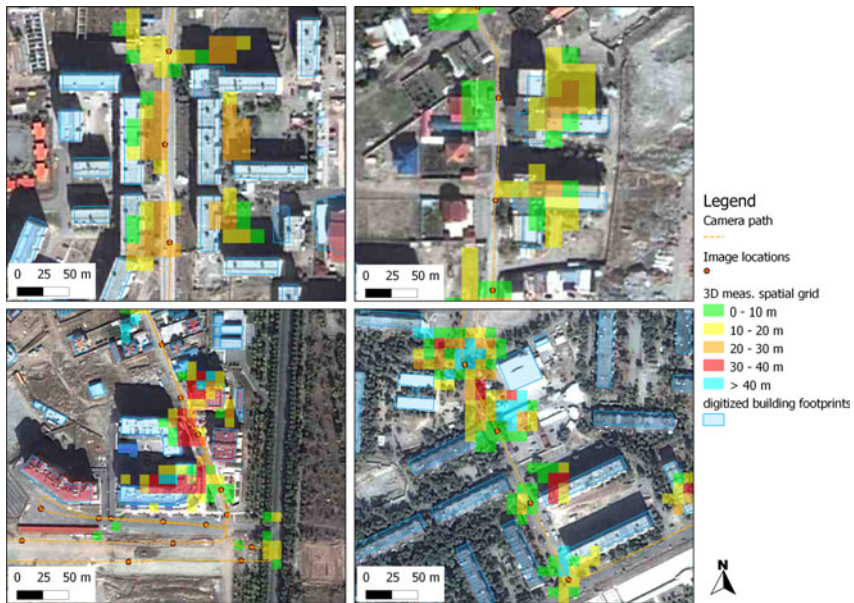 0 25 50 m
0 25 50 m
0 25 50 m
0 25 50 m
Legend
Camera path
Image locations
3D meas. spatial grid
0 - 10 m
10 - 20 m
20 - 30 m
30 - 40 m
> 40 m
digitized building footprints
N